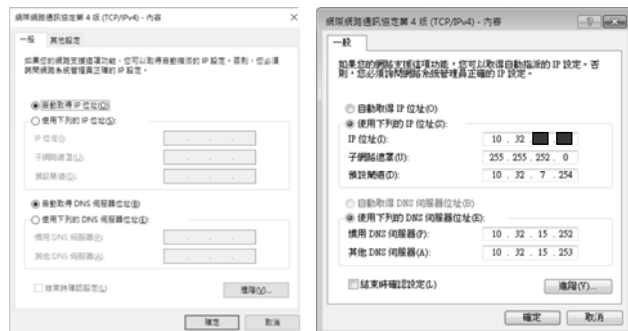 網際網路通訊協定第 4 版 (TCP/IPv4) - 內容
一般 其他設定
如果您的網路支援這項功能，您可以取得自動指派的 IP 設定。否則，您必須
詢問網路系統管理員正確的 IP 設定。
自動取得 IP 位址(O)
使用下列的 IP 位址(S):
IP 位址(I):
子網路遮罩(U):
預設閘道(D):
自動取得 DNS 伺服器位址(B)
使用下列的 DNS 伺服器位址(E):
慣用 DNS 伺服器(P):
其他 DNS 伺服器(A):
結束時確認設定(L)
進階(V)...
確定 取消
網際網路通訊協定第 4 版 (TCP/IPv4) - 內容
一般
如果您的網路支援這項功能，您可以取得自動指派的 IP 設定。否
則，您必須詢問網路系統管理員正確的 IP 設定。
自動取得 IP 位址(O)
使用下列的 IP 位址(S):
IP 位址(I): 10 . 32 .
子網路遮罩(U): 255 . 255 . 252 . 0
預設閘道(D): 10 . 32 . 7 . 254
自動取得 DNS 伺服器位址(B)
使用下列的 DNS 伺服器位址(E):
慣用 DNS 伺服器(P): 10 . 32 . 15 . 252
其他 DNS 伺服器(A): 10 . 32 . 15 . 253
結束時確認設定(L)
進階(V)...
確定 取消